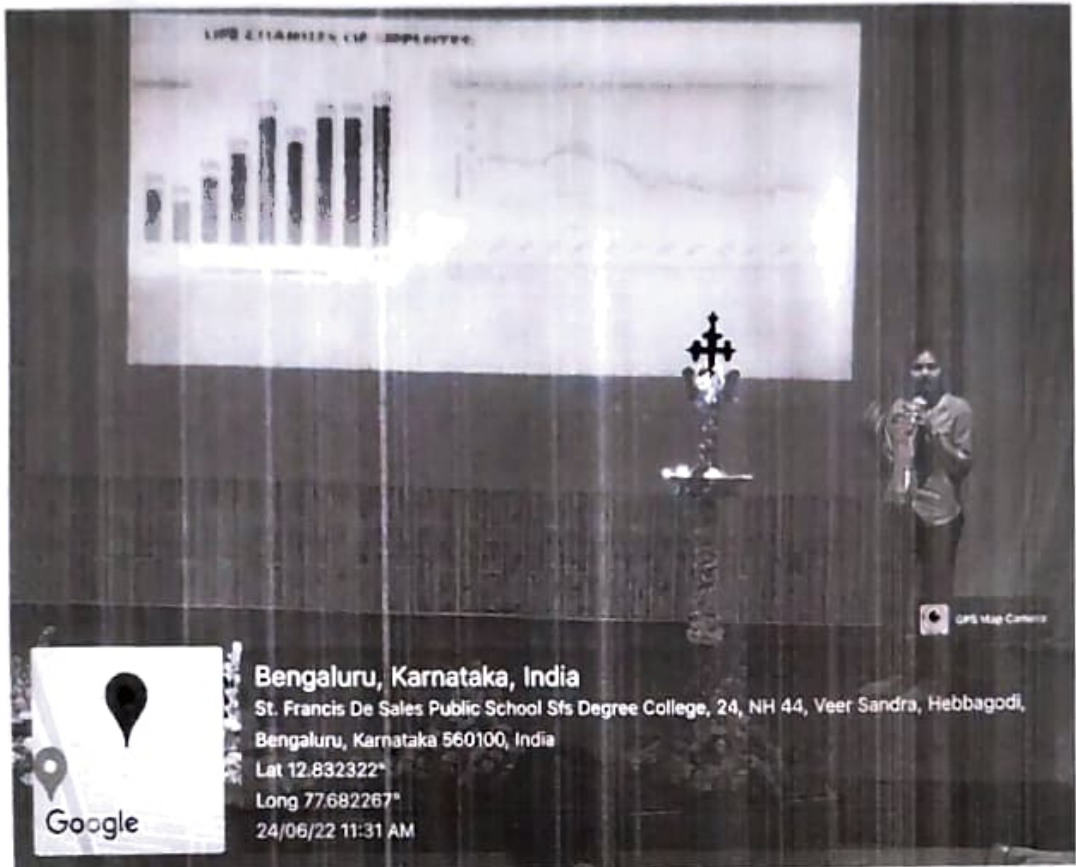 GPS Map Camera
Bengaluru, Karnataka, India
St. Francis De Sales Public School Sfs Degree College, 24, NH 44, Veer Sandra, Hebbagodi,
Bengaluru, Karnataka 560100, India
Lat 12.832322°
Long 77.682267°
24/06/22 11:31 AM
Google